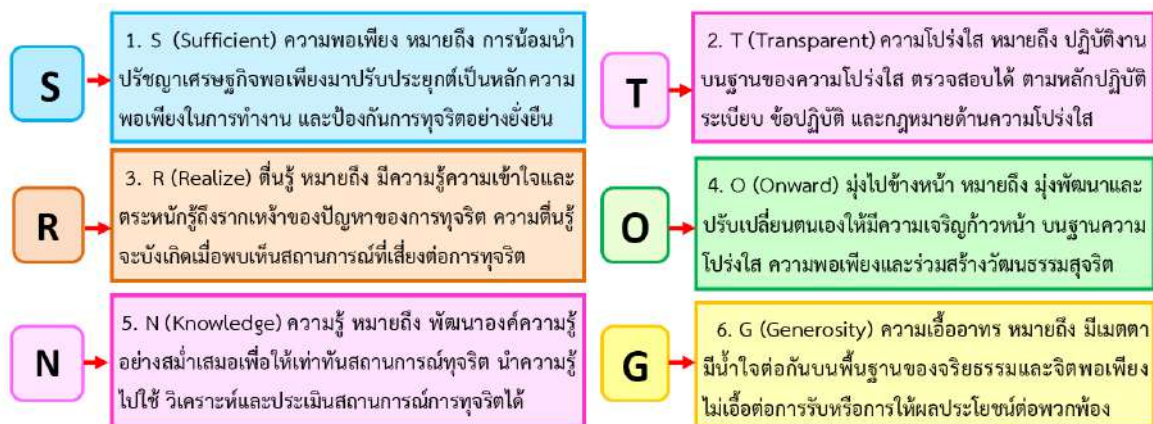 S
1. S (Sufficient) ความพอเพียง หมายถึง การน้อมนำ
ปรัชญาเศรษฐกิจพอเพียงมาปรับประยุกต์เป็นหลักความ
พอเพียงในการทำงาน และป้องกันการทุจริตอย่างยั่งยืน
T
2. T (Transparent) ความโปร่งใส หมายถึง ปฏิบัติงาน
บนฐานของความโปร่งใส ตรวจสอบได้ ตามหลักปฏิบัติ
ระเบียบ ข้อปฏิบัติ และกฎหมายด้านความโปร่งใส
R
3. R (Realize) ตื่นรู้ หมายถึง มีความรู้ความเข้าใจและ
ตระหนักรู้ถึงรากเหง้าของปัญหาของการทุจริต ความตื่นรู้
จะบังเกิดเมื่อพบเห็นสถานการณ์ที่เสี่ยงต่อการทุจริต
O
4. O (Onward) มุ่งไปข้างหน้า หมายถึง มุ่งพัฒนาและ
ปรับเปลี่ยนตนเองให้มีความเจริญก้าวหน้า บนฐานความ
โปร่งใส ความพอเพียงและร่วมสร้างวัฒนธรรมสุจริต
N
5. N (Knowledge) ความรู้ หมายถึง พัฒนาองค์ความรู้
อย่างสม่ำเสมอเพื่อให้เท่าทันสถานการณ์ทุจริต นำความรู้
ไปใช้ วิเคราะห์และประเมินสถานการณ์การทุจริตได้
G
6. G (Generosity) ความเอื้ออาทร หมายถึง มีเมตตา
มีน้ำใจต่อกันบนพื้นฐานของจริยธรรมและจิตพอเพียง
ไม่เอื้อต่อการรับหรือการให้ผลประโยชน์ต่อพวกพ้อง